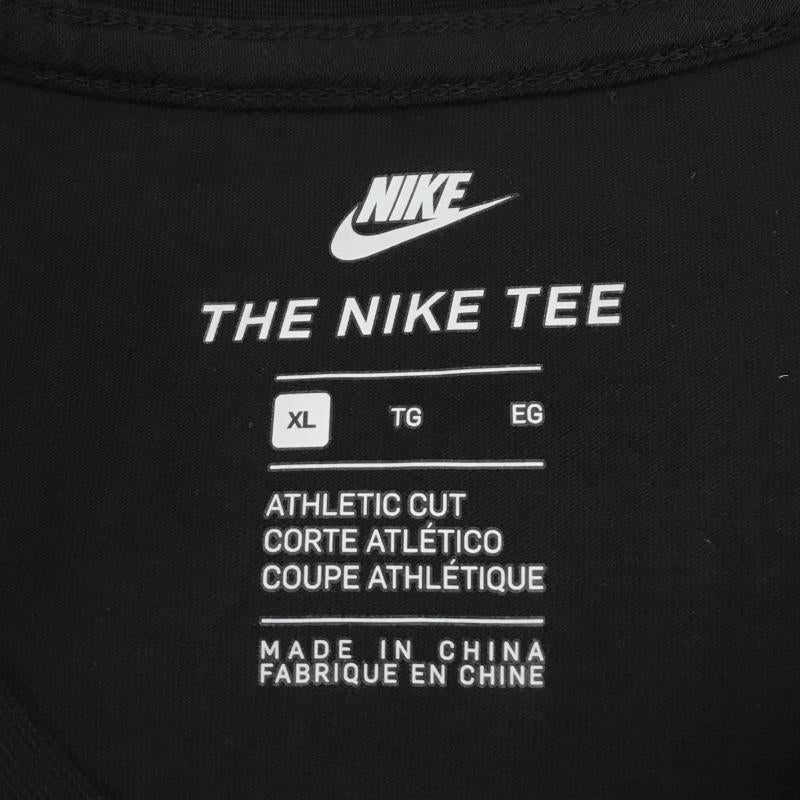 NIKE
THE NIKE TEE
XL TG EG
ATHLETIC CUT
CORTE ATLÉTICO
COUPE ATHLÉTIQUE
MADE IN CHINA
FABRIQUE EN CHINE